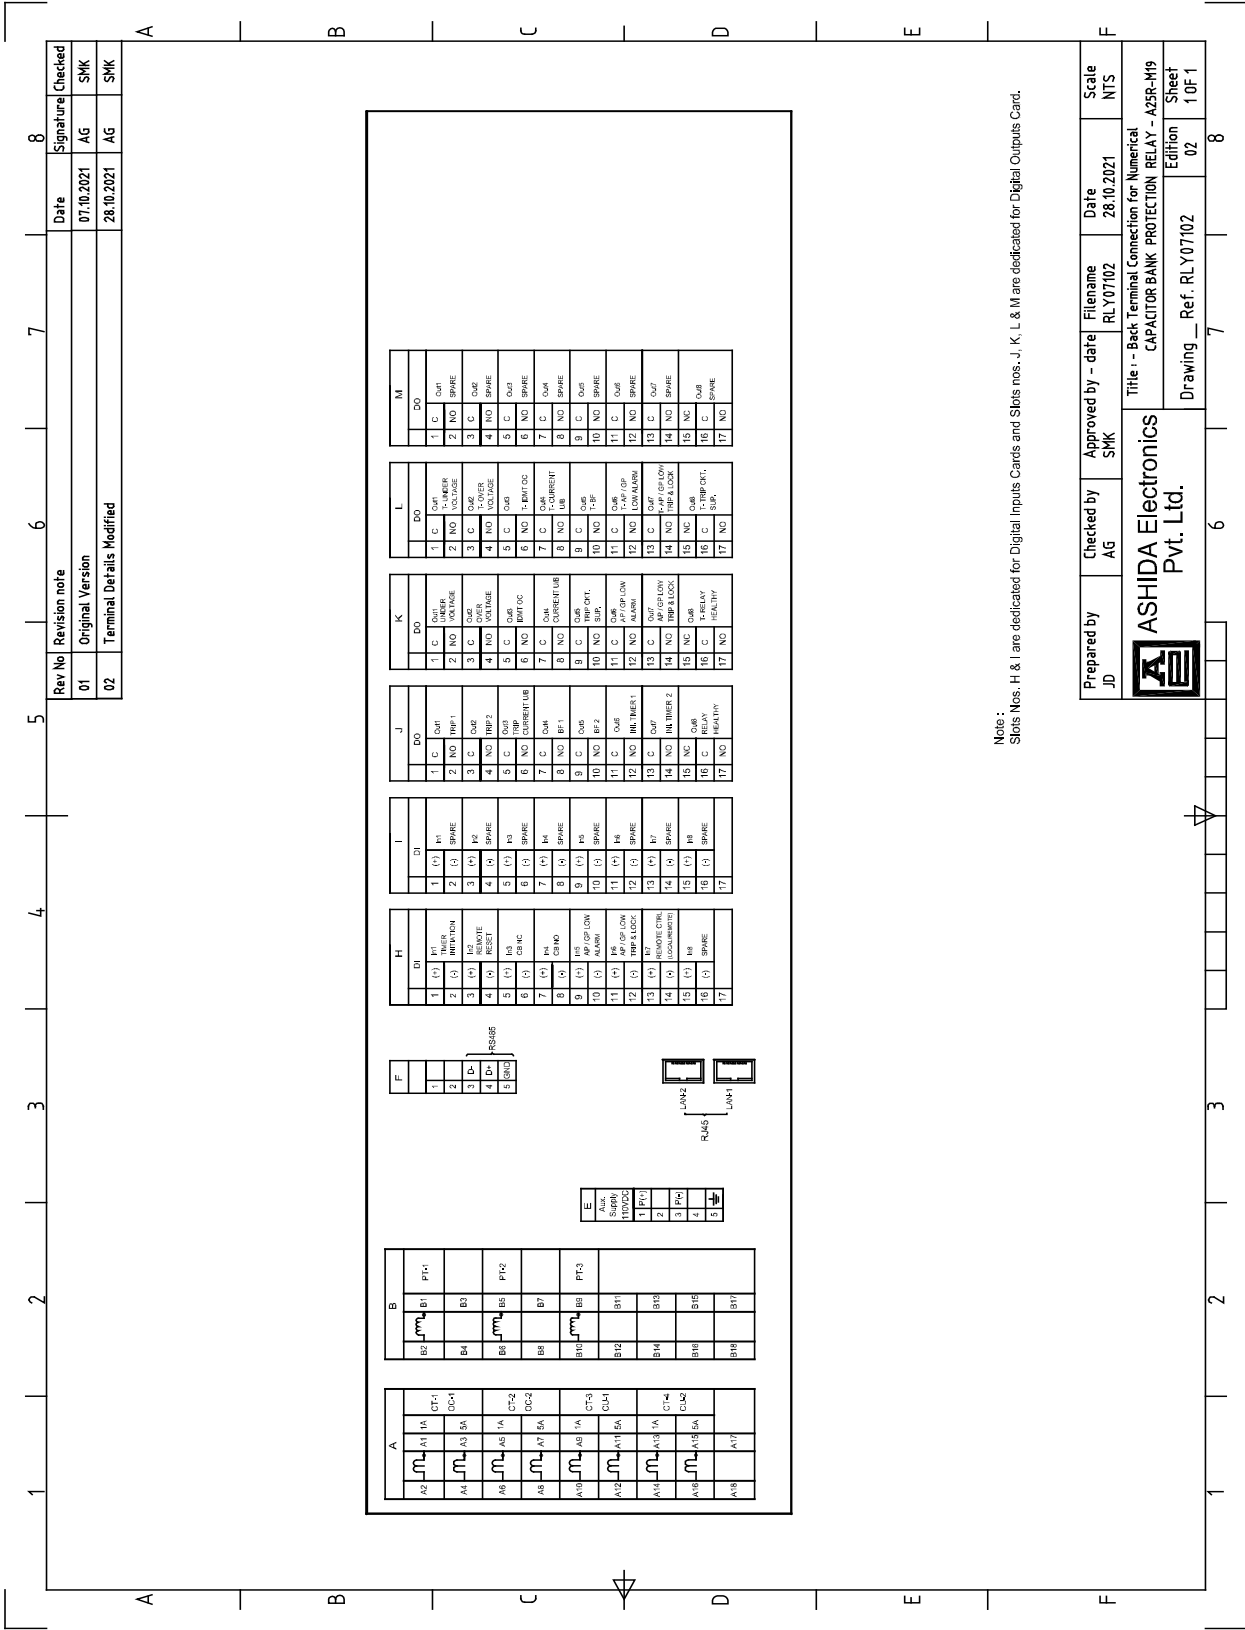 1 2 3 4 5 6 7 8
A B C D E F
Rev No Revision note Date Signature Checked
01 Original Version 07.10.2021 AG SMK
02 Terminal Details Modified 28.10.2021 AG SMK
A
A2 A1 1A CT-1
A4 A3 5A OC-1
A6 A5 1A CT-2
A8 A7 5A OC-2
A10 A9 1A CT-3
A12 A11 5A CU-1
A14 A13 1A CT-4
A16 A15 5A CU-2
A18 A17
B
B2 B1 PT-1
B4 B3
B6 B5 PT-2
B8 B7
B10 B9 PT-3
B12 B11
B14 B13
B16 B15
B18 B17
E
Aux.
Supply
110VDC
1 P(+)
2
3 P(-)
4
5
F
1
2
3 D-
4 D+
5 GND
RS485
RJ45
LAN-2
LAN-1
H
DI
1 (+) In1
TIMER
2 (-) INITIATION
3 (+) In2
REMOTE
4 (-) RESET
5 (+) In3
CB NC
6 (-)
7 (+) In4
CB NO
8 (-)
9 (+) In5
AP / GP LOW
10 (-) ALARM
11 (+) In6
AP / GP LOW
12 (-) TRIP & LOCK
13 (+) In7
REMOTE CTRL
14 (-) (LOCAL/REMOTE)
15 (+) In8
16 (-) SPARE
17
I
DI
1 (+) In1
2 (-) SPARE
3 (+) In2
4 (-) SPARE
5 (+) In3
6 (-) SPARE
7 (+) In4
8 (-) SPARE
9 (+) In5
10 (-) SPARE
11 (+) In6
12 (-) SPARE
13 (+) In7
14 (-) SPARE
15 (+) In8
16 (-) SPARE
17
J
DO
1 C Out1
2 NO TRIP 1
3 C Out2
4 NO TRIP 2
5 C Out3
TRIP
6 NO CURRENT U/B
7 C Out4
8 NO BF 1
9 C Out5
10 NO BF 2
11 C Out6
12 NO INI. TIMER 1
13 C Out7
14 NO INI. TIMER 2
15 NC Out8
16 C RELAY
HEALTHY
17 NO
K
DO
1 C Out1
UNDER
2 NO VOLTAGE
3 C Out2
OVER
4 NO VOLTAGE
5 C Out3
IDMT OC
6 NO
7 C Out4
8 NO CURRENT U/B
9 C Out5
TRIP CKT.
10 NO SUP.
11 C Out6
AP / GP LOW
12 NO ALARM
13 C Out7
AP / GP LOW
14 NO TRIP & LOCK
15 NC Out8
16 C T-RELAY
HEALTHY
17 NO
L
DO
1 C Out1
T- UNDER
2 NO VOLTAGE
3 C Out2
T- OVER
4 NO VOLTAGE
5 C Out3
6 NO T- IDMT OC
7 C Out4
T- CURRENT
8 NO U/B
9 C Out5
T- BF
10 NO
11 C Out6
T- AP / GP
12 NO LOW ALARM
13 C Out7
T- AP / GP LOW
14 NO TRIP & LOCK
15 NC Out8
16 C T- TRIP CKT.
SUP.
17 NO
M
DO
1 C Out1
2 NO SPARE
3 C Out2
4 NO SPARE
5 C Out3
6 NO SPARE
7 C Out4
8 NO SPARE
9 C Out5
10 NO SPARE
11 C Out6
12 NO SPARE
13 C Out7
14 NO SPARE
15 NC Out8
16 C SPARE
17 NO
Note :
Slots Nos. H & I are dedicated for Digital Inputs Cards and Slots nos. J, K, L & M are dedicated for Digital Outputs Card.
Prepared by Checked by Approved by - date Filename Date Scale
JD AG SMK RLY07102 28.10.2021 NTS
ASHIDA Electronics
Pvt. Ltd.
Title :- Back Terminal Connection for Numerical
CAPACITOR BANK PROTECTION RELAY - A25R-M19
Drawing _ Ref. RLY07102
Edition
02
Sheet
1 OF 1
1 2 3 4 5 6 7 8
A B C D E F